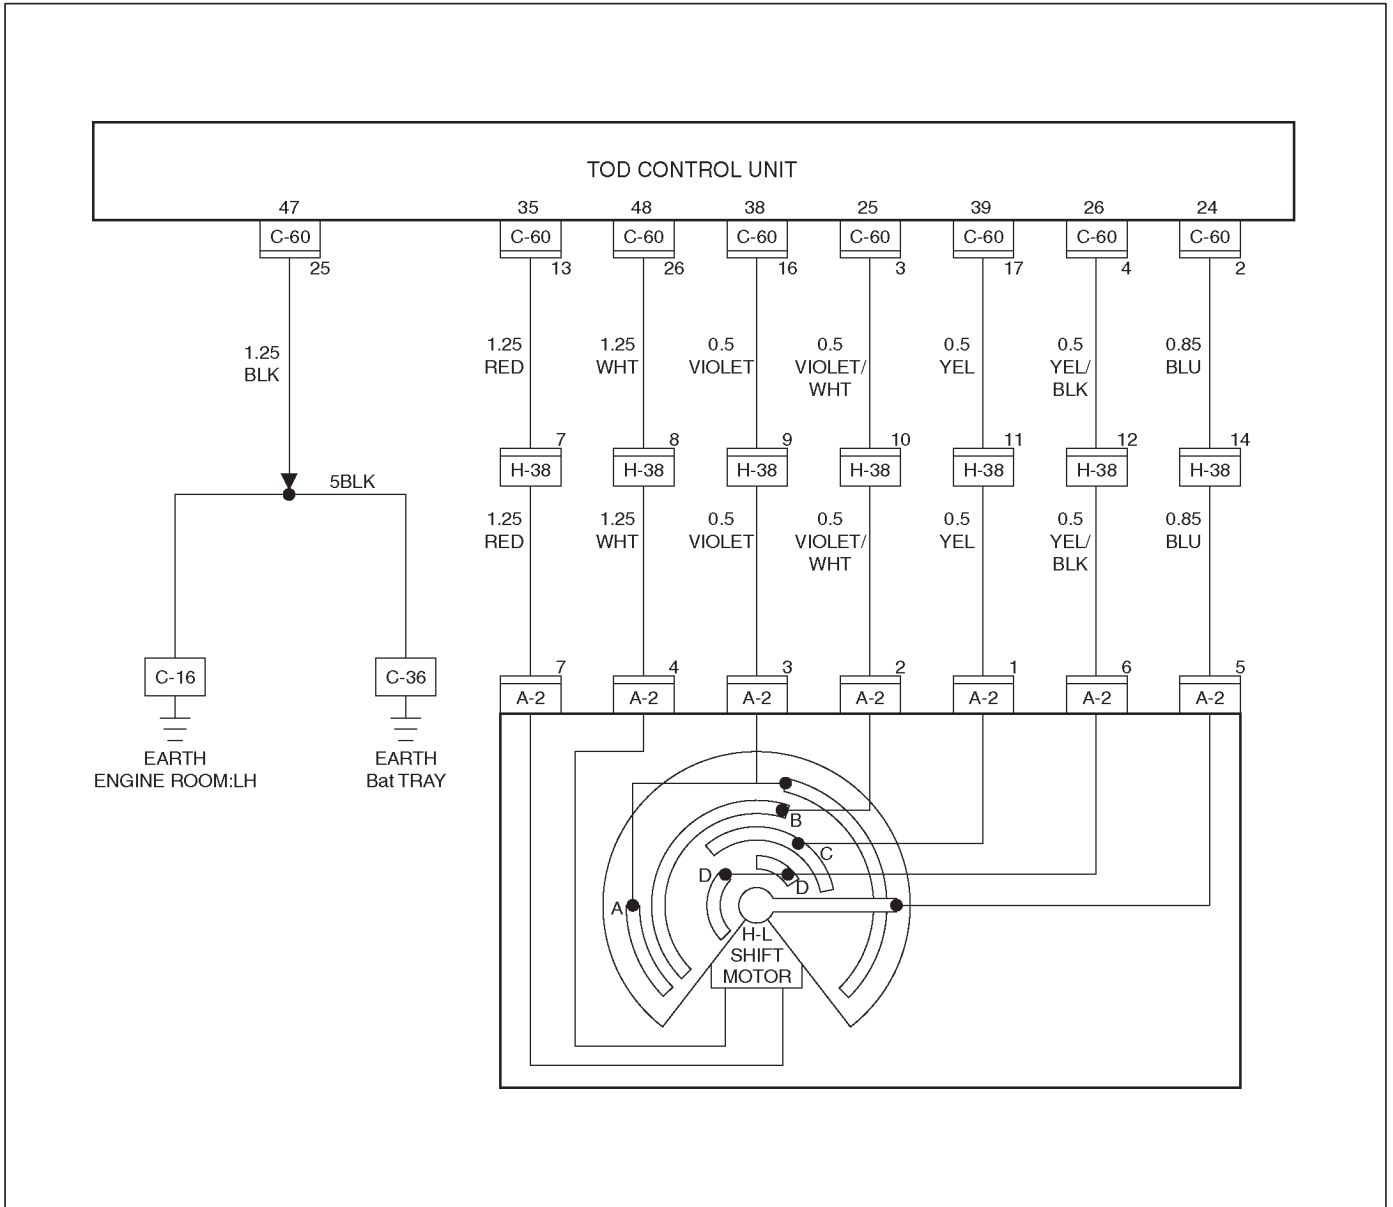 TOD CONTROL UNIT
47 35 48 38 25 39 26 24
C-60 C-60 C-60 C-60 C-60 C-60 C-60 C-60
25 13 26 16 3 17 4 2
1.25 1.25 0.5 0.5 0.5 0.5 0.85
1.25
RED WHT VIOLET VIOLET/ YEL YEL/ BLU
BLK
WHT BLK
7 8 9 10 11 12 14
H-38 H-38 H-38 H-38 H-38 H-38 H-38
5BLK
1.25 1.25 0.5 0.5 0.5 0.5 0.85
RED WHT VIOLET VIOLET/ YEL YEL/ BLU
WHT BLK
7 4 3 2 1 6 5
C-16 C-36
A-2 A-2 A-2 A-2 A-2 A-2 A-2
EARTH EARTH
ENGINE ROOM:LH Bat TRAY
B
C
D
D
A
H-L
SHIFT
MOTOR